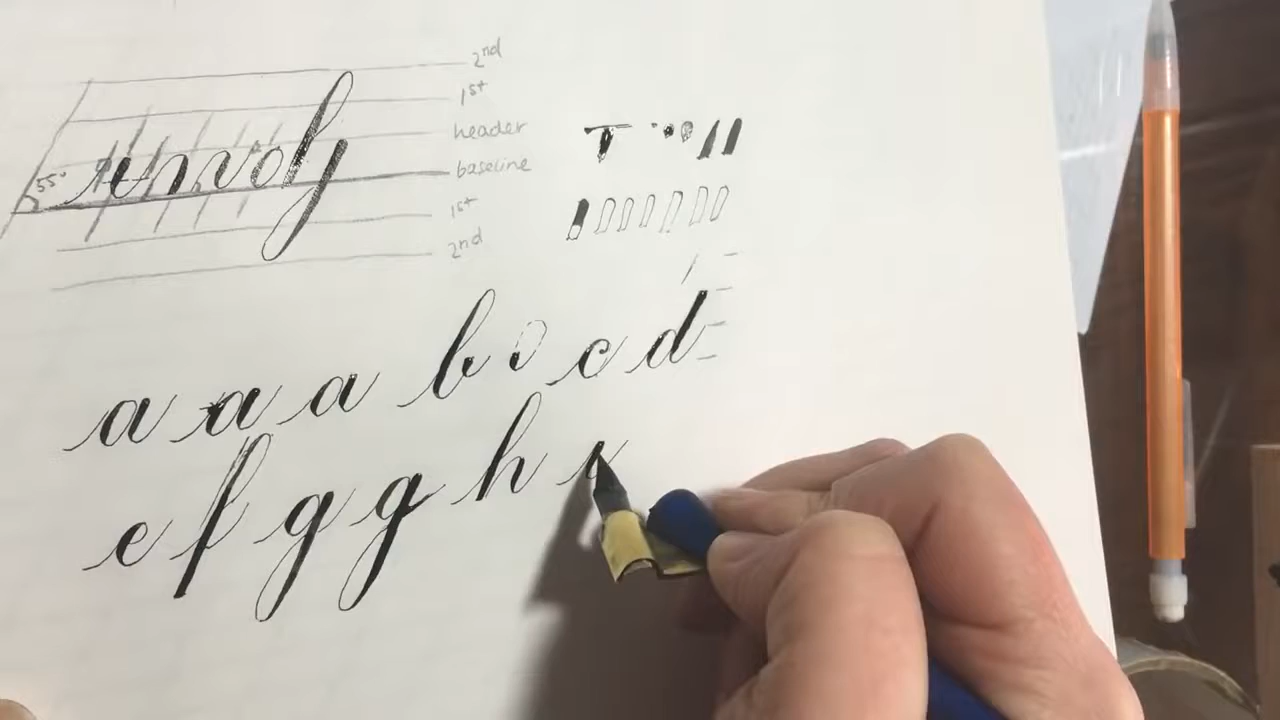 2nd
1st
header
baseline
1st
2nd
55°
a a a b c d
e f g g h i